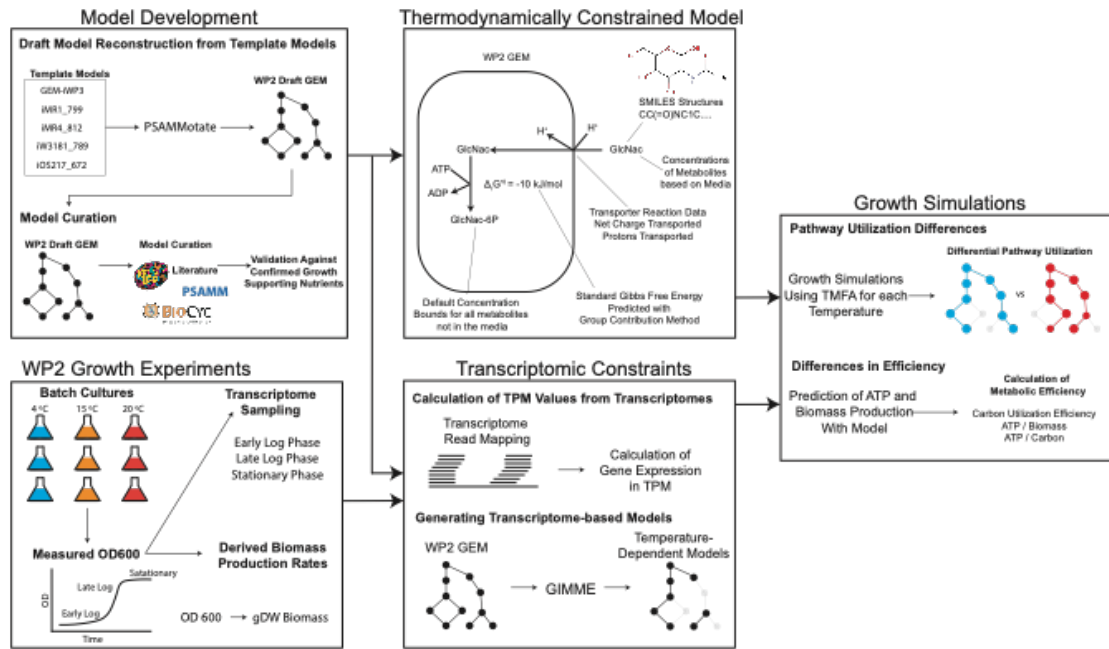 Model Development
Draft Model Reconstruction from Template Models
Template Models
GEM-iWP3
iMR1_799
iMR4_812
iW3181_789
iOS217_672
PSAMMotate
WP2 Draft GEM
Model Curation
WP2 Draft GEM
Model Curation
Literature
PSAMM
BioCyc
Validation Against
Confirmed Growth
Supporting Nutrients
Thermodynamically Constrained Model
WP2 GEM
SMILES Structures
CC(=O)NC1C....
H⁺
H⁺
GlcNac
GlcNac
Concentrations
of Metabolites
based on Media
ATP
ADP
ΔᵣG'° = -10 kJ/mol
GlcNac-6P
Transporter Reaction Data
Net Charge Transported
Protons Transported
Default Concentration
Bounds for all metabolites
not in the media
Standard Gibbs Free Energy
Predicted with
Group Contribution Method
WP2 Growth Experiments
Batch Cultures
4 ºC
15 ºC
20 ºC
Transcriptome
Sampling
Early Log Phase
Late Log Phase
Stationary Phase
Measured OD600
Derived Biomass
Production Rates
OD
Satationary
Late Log
Early Log
Time
OD 600
gDW Biomass
Transcriptomic Constraints
Calculation of TPM Values from Transcriptomes
Transcriptome
Read Mapping
Calculation of
Gene Expression
in TPM
Generating Transcriptome-based Models
WP2 GEM
GIMME
Temperature-
Dependent Models
Growth Simulations
Pathway Utilization Differences
Differential Pathway Utilization
Growth Simulations
Using TMFA for each
Temperature
vs
Differences in Efficiency
Prediction of ATP and
Biomass Production
With Model
Calculation of
Metabolic Efficiency
Carbon Utilization Efficiency
ATP / Biomass
ATP / Carbon